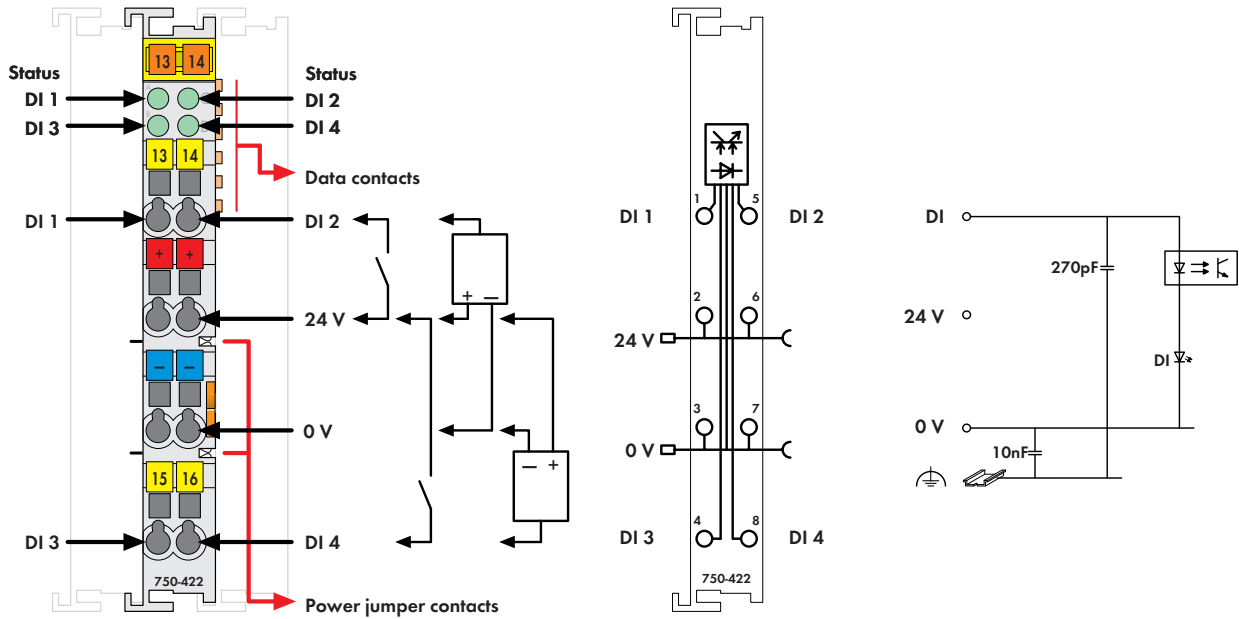 13 14
Status Status
DI 1 DI 2
DI 3 DI 4
13 14
Data contacts
DI 1 DI 2
+ +
24 V
+ −
− −
0 V
− +
15 16
DI 3 DI 4
750-422
Power jumper contacts
1 5
DI 1 DI 2
2 6
24 V
3 7
0 V
4 8
DI 3 DI 4
750-422
DI
270pF
24 V
DI
0 V
10nF